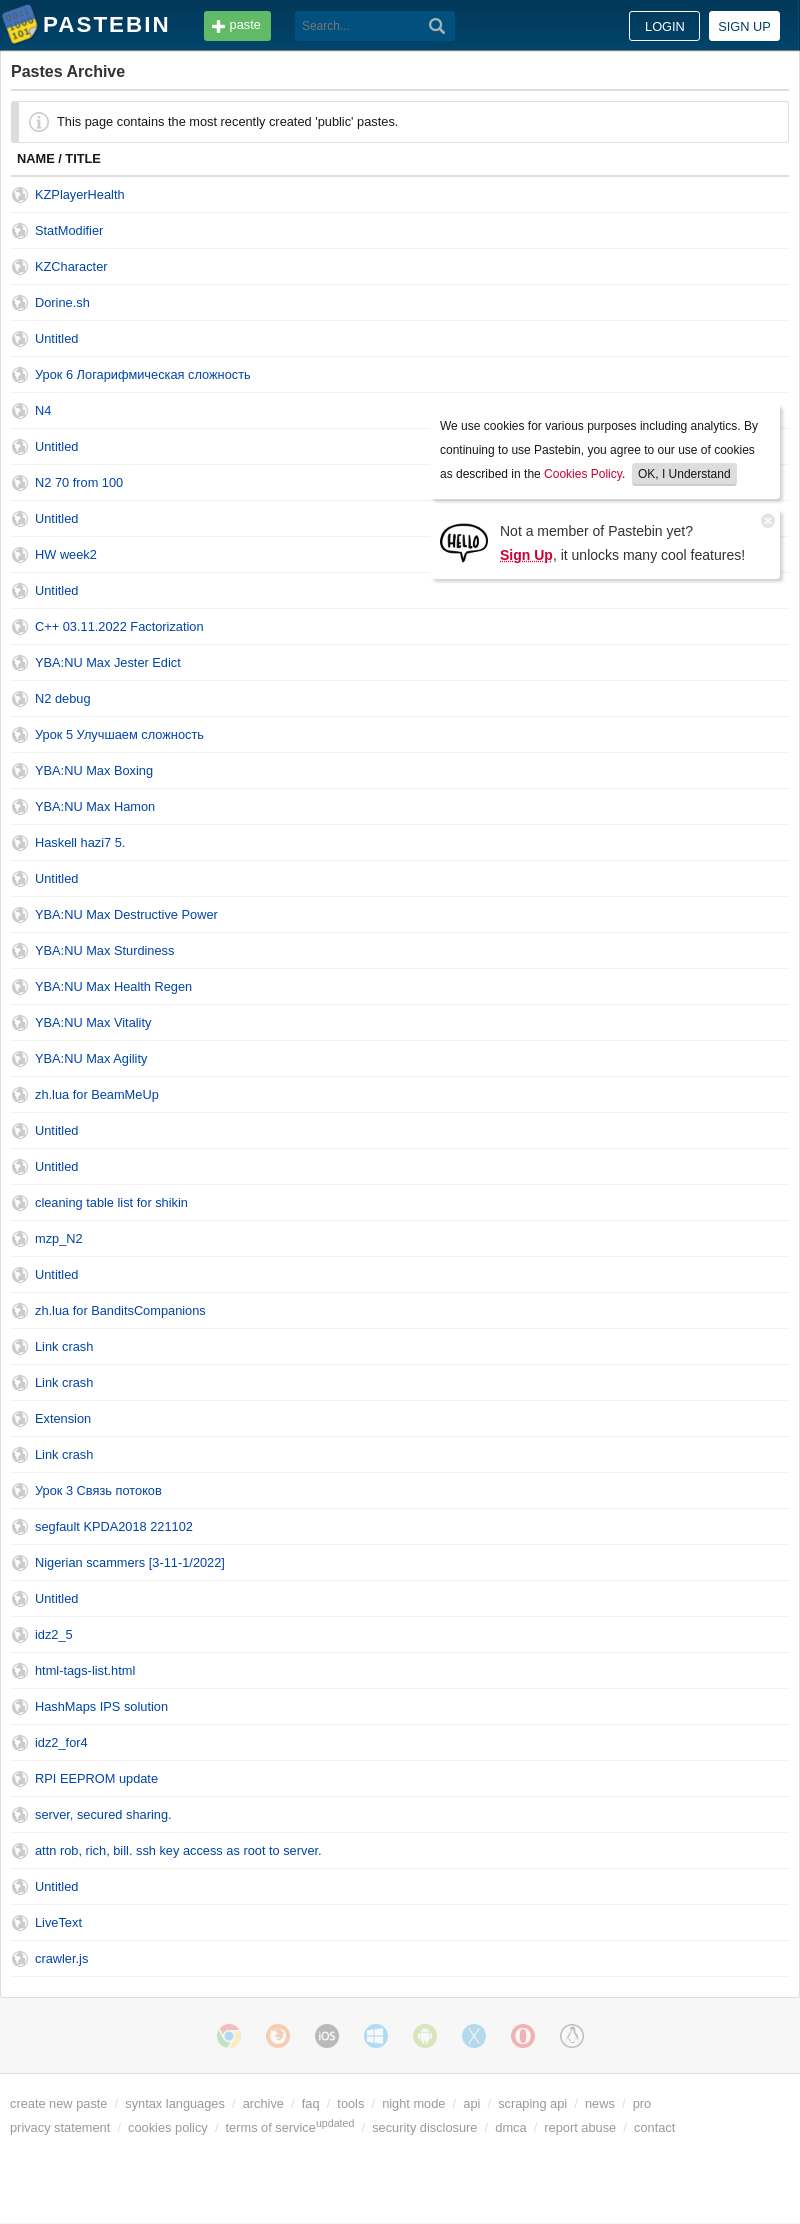 PASTEBIN
paste
Search...
LOGIN
SIGN UP
Pastes Archive
This page contains the most recently created 'public' pastes.
NAME / TITLE
KZPlayerHealth
StatModifier
KZCharacter
Dorine.sh
Untitled
Урок 6 Логарифмическая сложность
N4
Untitled
N2 70 from 100
Untitled
HW week2
Untitled
We use cookies for various purposes including analytics. By
continuing to use Pastebin, you agree to our use of cookies
as described in the Cookies Policy. OK, I Understand
HELLO
Not a member of Pastebin yet?
Sign Up, it unlocks many cool features!
C++ 03.11.2022 Factorization
YBA:NU Max Jester Edict
N2 debug
Урок 5 Улучшаем сложность
YBA:NU Max Boxing
YBA:NU Max Hamon
Haskell hazi7 5.
Untitled
YBA:NU Max Destructive Power
YBA:NU Max Sturdiness
YBA:NU Max Health Regen
YBA:NU Max Vitality
YBA:NU Max Agility
zh.lua for BeamMeUp
Untitled
Untitled
cleaning table list for shikin
mzp_N2
Untitled
zh.lua for BanditsCompanions
Link crash
Link crash
Extension
Link crash
Урок 3 Связь потоков
segfault KPDA2018 221102
Nigerian scammers [3-11-1/2022]
Untitled
idz2_5
html-tags-list.html
HashMaps IPS solution
idz2_for4
RPI EEPROM update
server, secured sharing.
attn rob, rich, bill. ssh key access as root to server.
Untitled
LiveText
crawler.js
iOS
create new paste / syntax languages / archive / faq / tools / night mode / api / scraping api / news / pro
privacy statement / cookies policy / terms of service updated / security disclosure / dmca / report abuse / contact